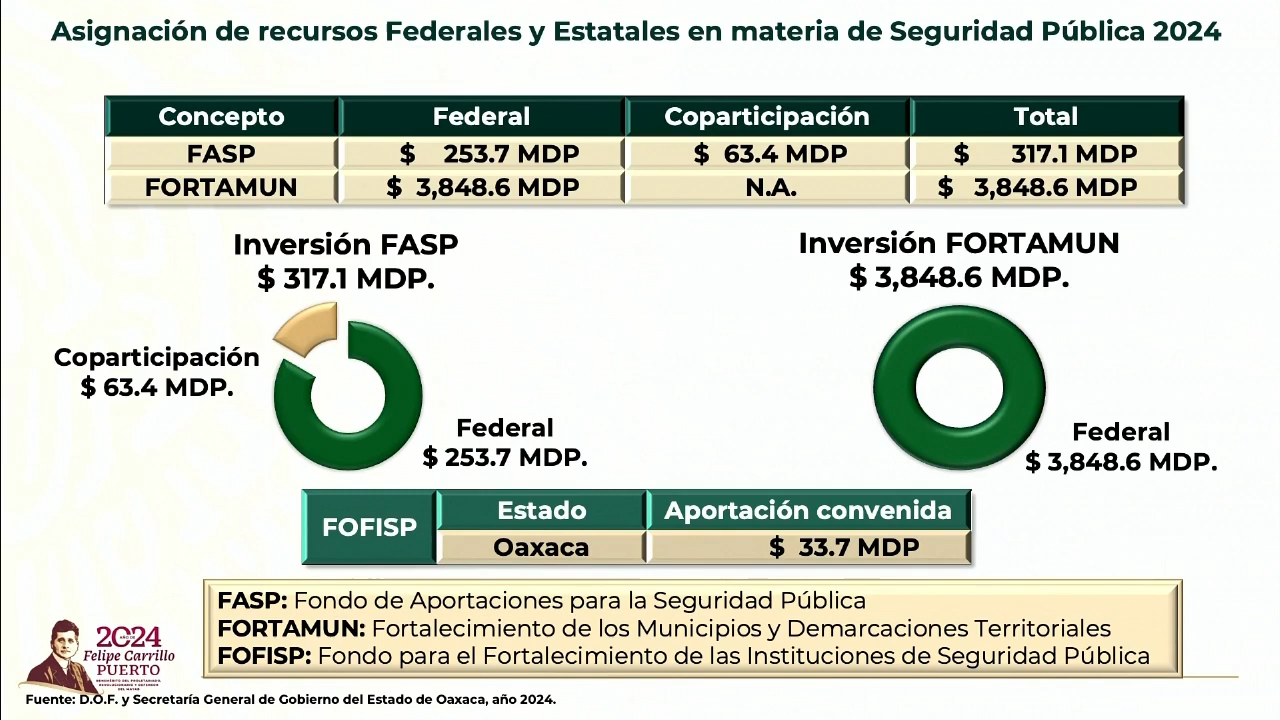 Asignación de recursos Federales y Estatales en materia de Seguridad Pública 2024
Concepto Federal Coparticipación Total
FASP $ 253.7 MDP $ 63.4 MDP $ 317.1 MDP
FORTAMUN $ 3,848.6 MDP N.A. $ 3,848.6 MDP
Inversión FASP
$ 317.1 MDP.
Coparticipación
$ 63.4 MDP.
Federal
$ 253.7 MDP.
Inversión FORTAMUN
$ 3,848.6 MDP.
Federal
$ 3,848.6 MDP.
FOFISP
Estado Aportación convenida
Oaxaca $ 33.7 MDP
FASP: Fondo de Aportaciones para la Seguridad Pública
FORTAMUN: Fortalecimiento de los Municipios y Demarcaciones Territoriales
FOFISP: Fondo para el Fortalecimiento de las Instituciones de Seguridad Pública
2024
Felipe Carrillo
PUERTO
Fuente: D.O.F. y Secretaría General de Gobierno del Estado de Oaxaca, año 2024.